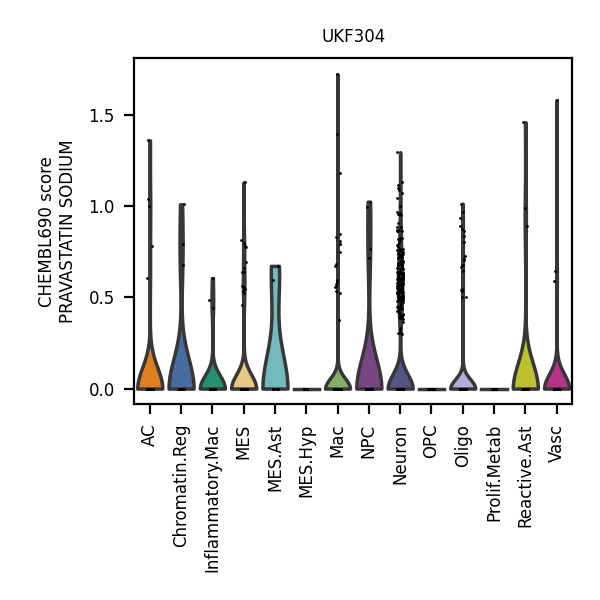 UKF304
CHEMBL690 score
PRAVASTATIN SODIUM
1.5
1.0
0.5
0.0
AC
Chromatin.Reg
Inflammatory.Mac
MES
MES.Ast
MES.Hyp
Mac
NPC
Neuron
OPC
Oligo
Prolif.Metab
Reactive.Ast
Vasc